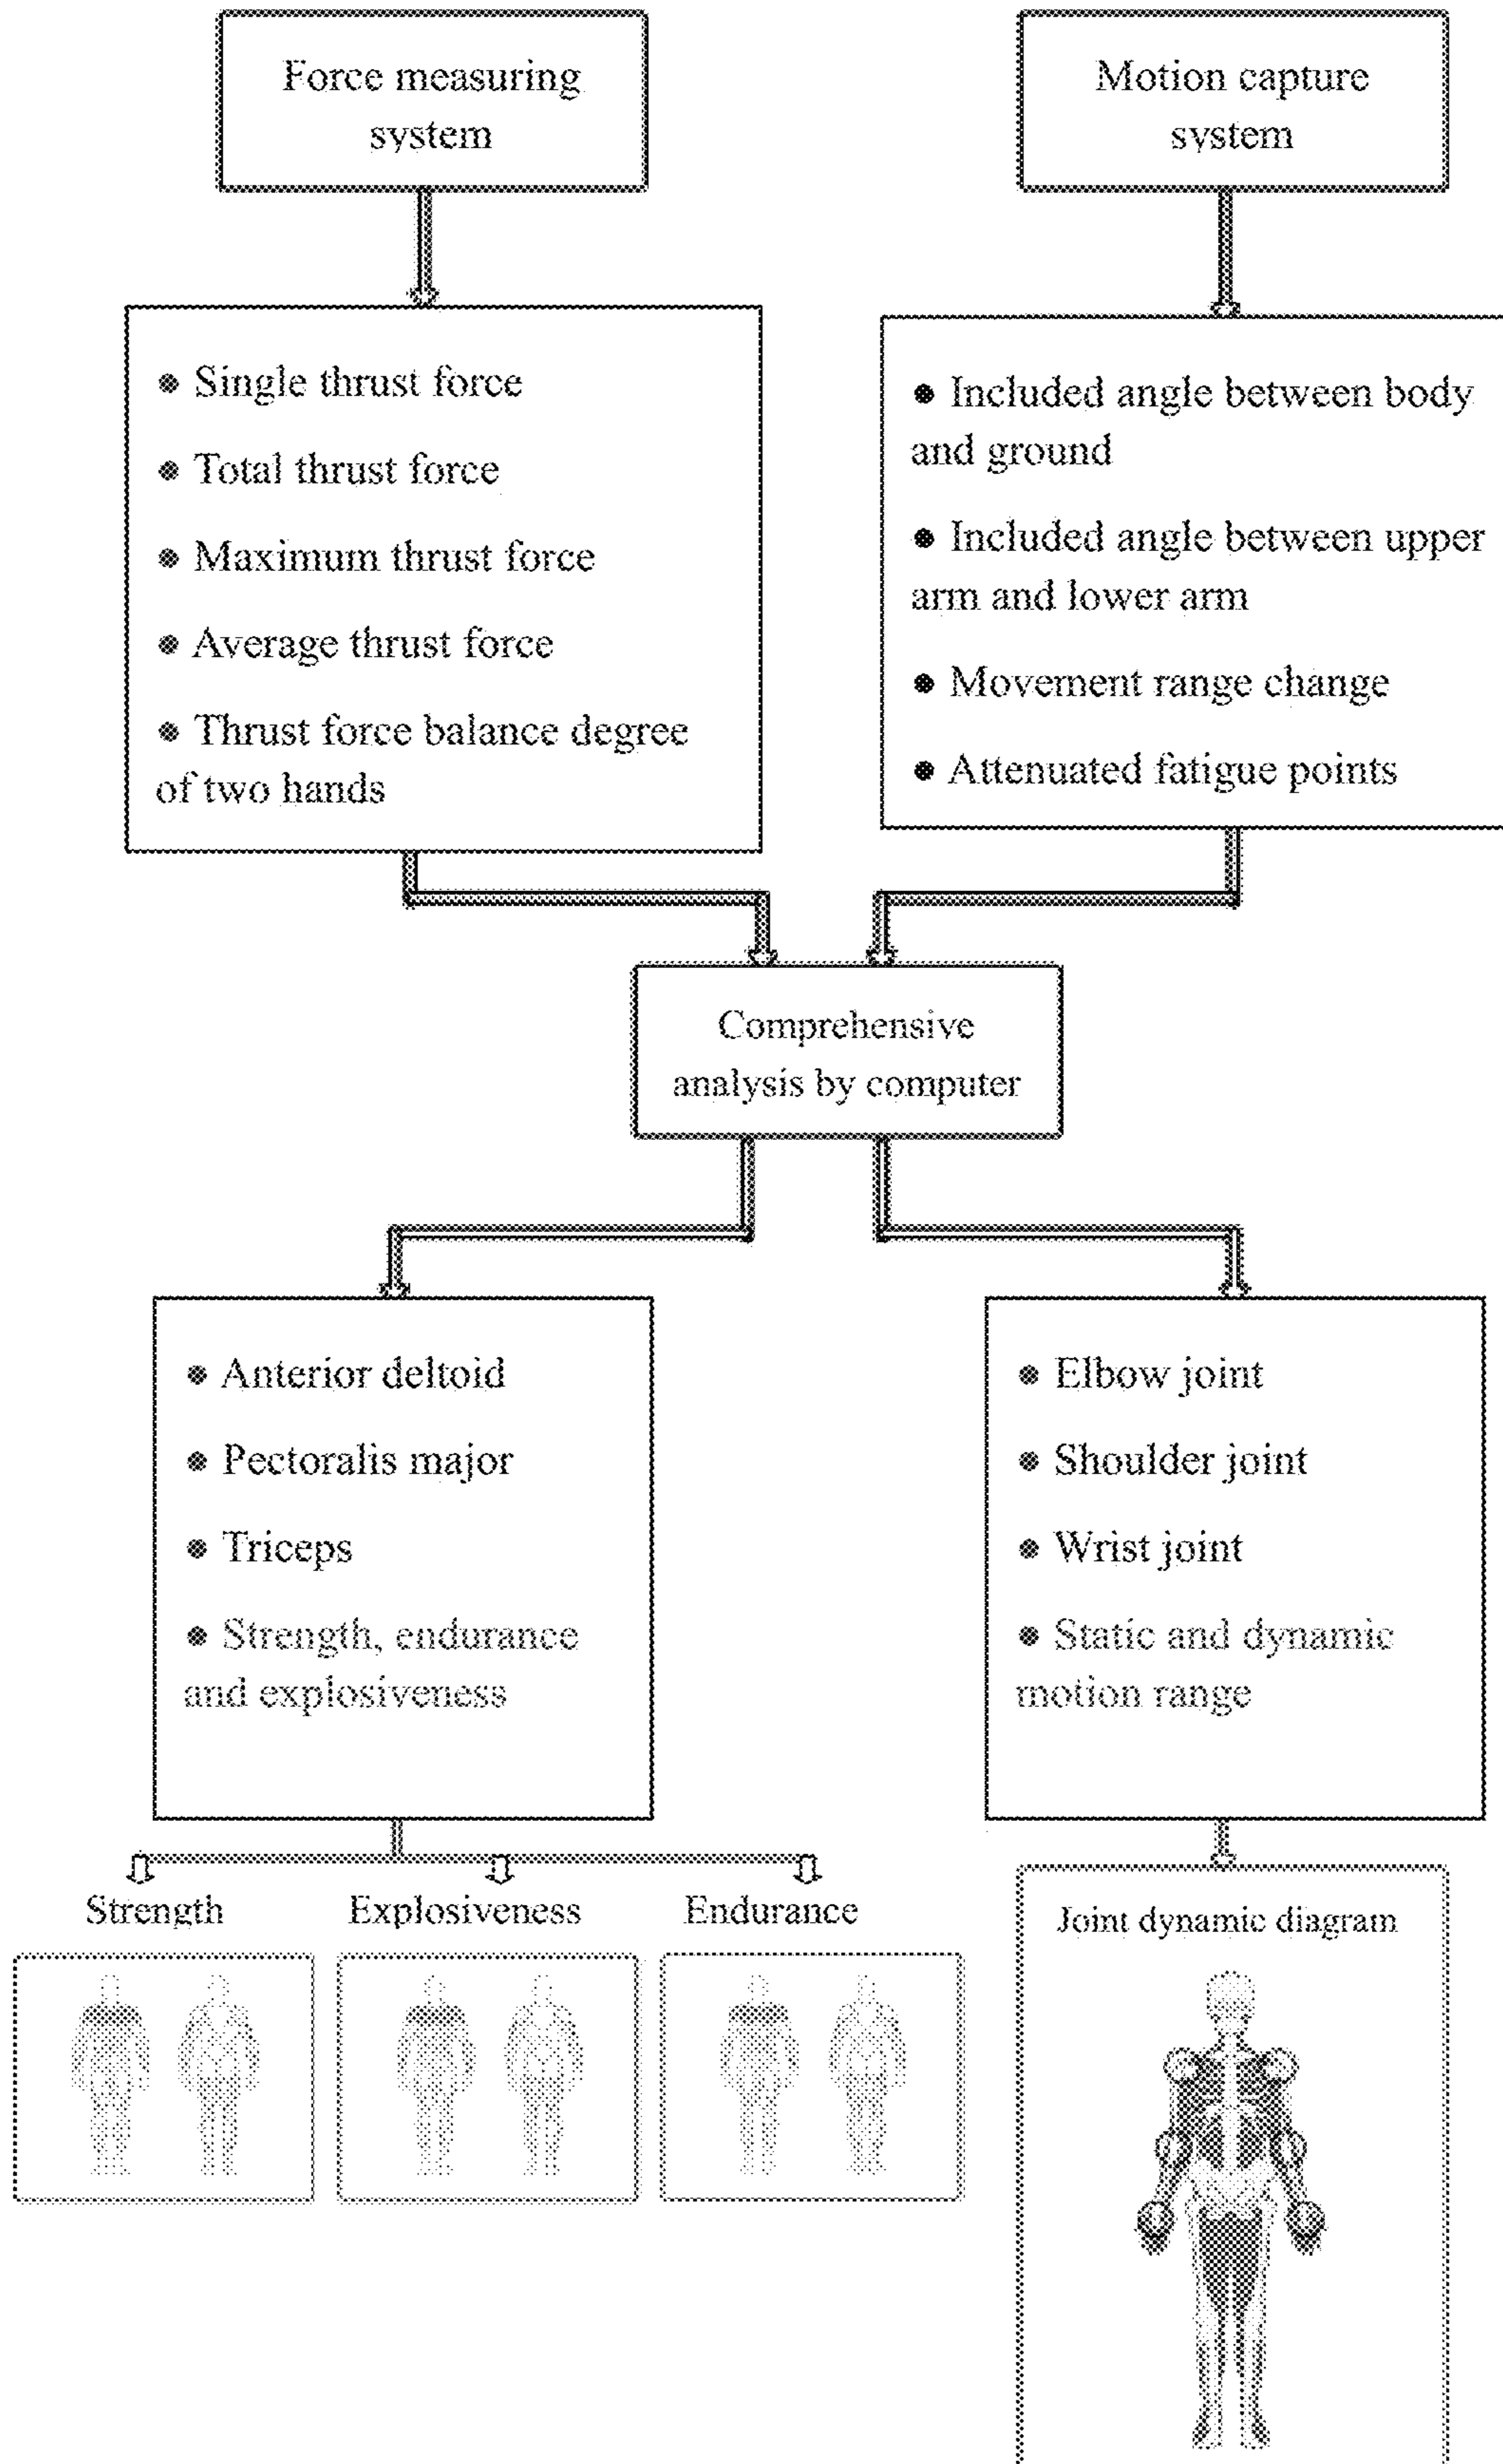 Force measuring
system
Motion capture
system
● Single thrust force
● Total thrust force
● Maximum thrust force
● Average thrust force
● Thrust force balance degree
of two hands
● Included angle between body
and ground
● Included angle between upper
arm and lower arm
● Movement range change
● Attenuated fatigue points
Comprehensive
analysis by computer
● Anterior deltoid
● Pectoralis major
● Triceps
● Strength, endurance
and explosiveness
● Elbow joint
● Shoulder joint
● Wrist joint
● Static and dynamic
motion range
Strength
Explosiveness
Endurance
Joint dynamic diagram